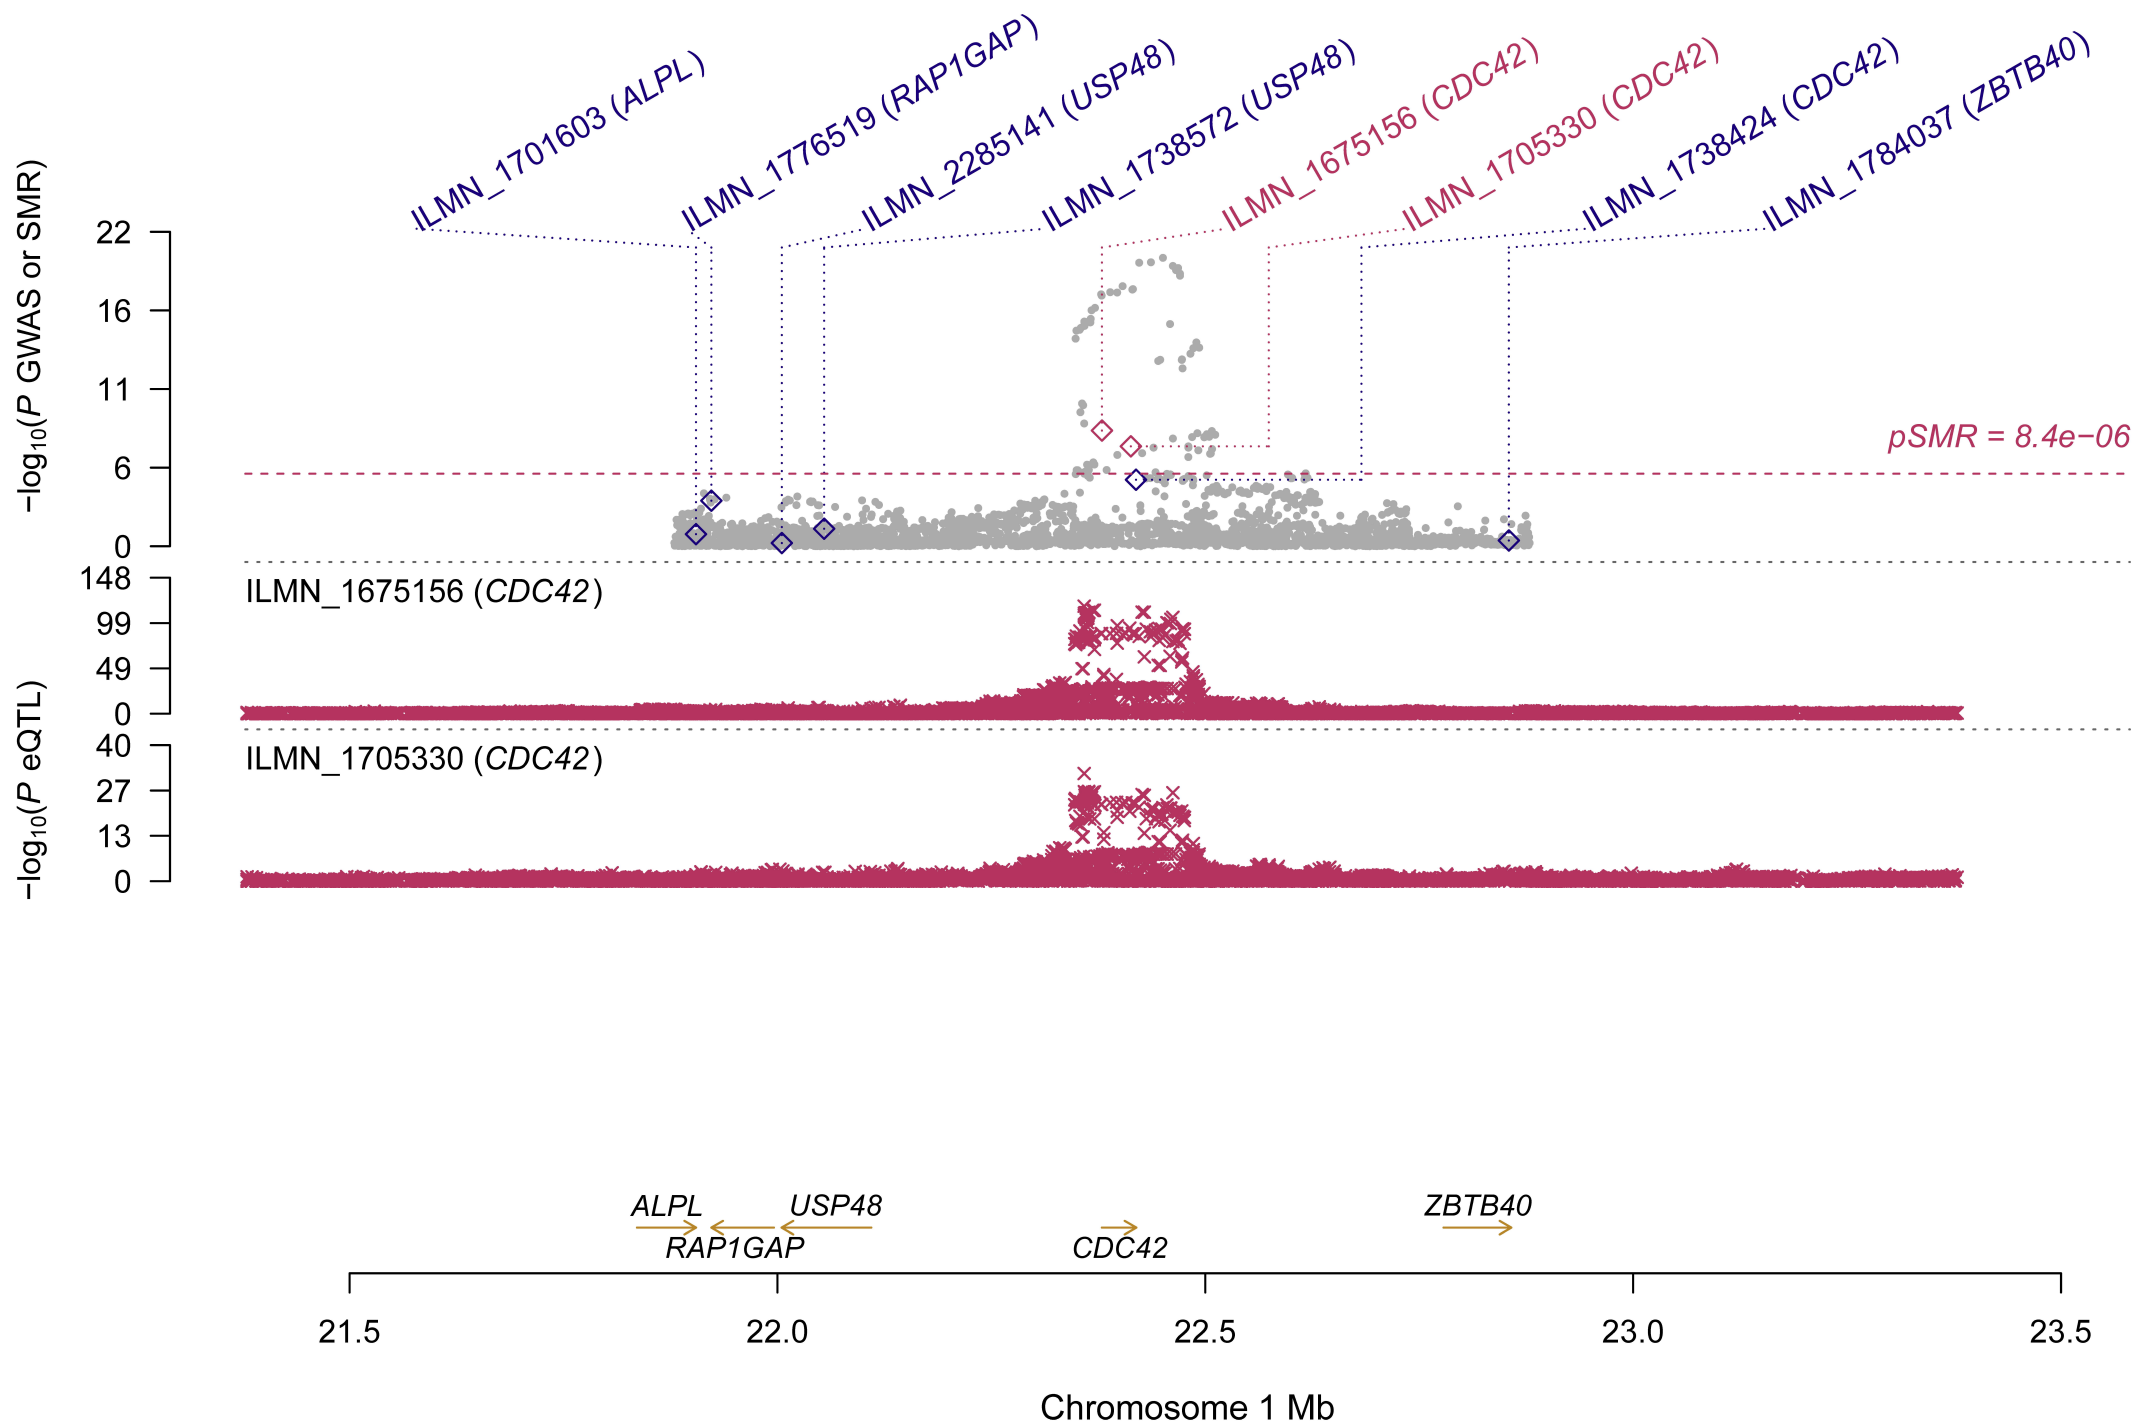 ILMN_1701603 (ALPL)
ILMN_1776519 (RAP1GAP)
ILMN_2285141 (USP48)
ILMN_1738572 (USP48)
ILMN_1675156 (CDC42)
ILMN_1705330 (CDC42)
ILMN_1738424 (CDC42)
ILMN_1784037 (ZBTB40)
−log10(P GWAS or SMR)
22
16
11
6
0
pSMR = 8.4e−06
−log10(P eQTL)
148
99
49
0
ILMN_1675156 (CDC42)
40
27
13
0
ILMN_1705330 (CDC42)
ALPL
RAP1GAP
USP48
CDC42
ZBTB40
21.5
22.0
22.5
23.0
23.5
Chromosome 1 Mb